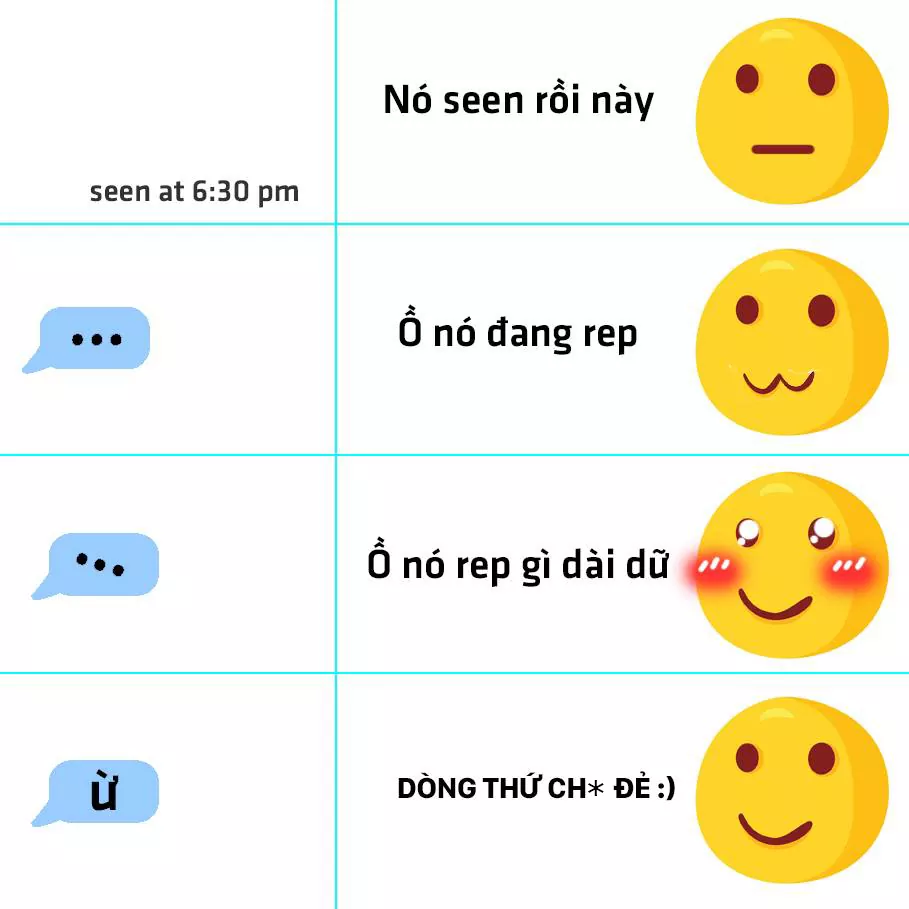 Nó seen rồi này
seen at 6:30 pm
Ồ nó đang rep
Ồ nó rep gì dài dữ
ừ
DÒNG THỨ CH* ĐẺ :)